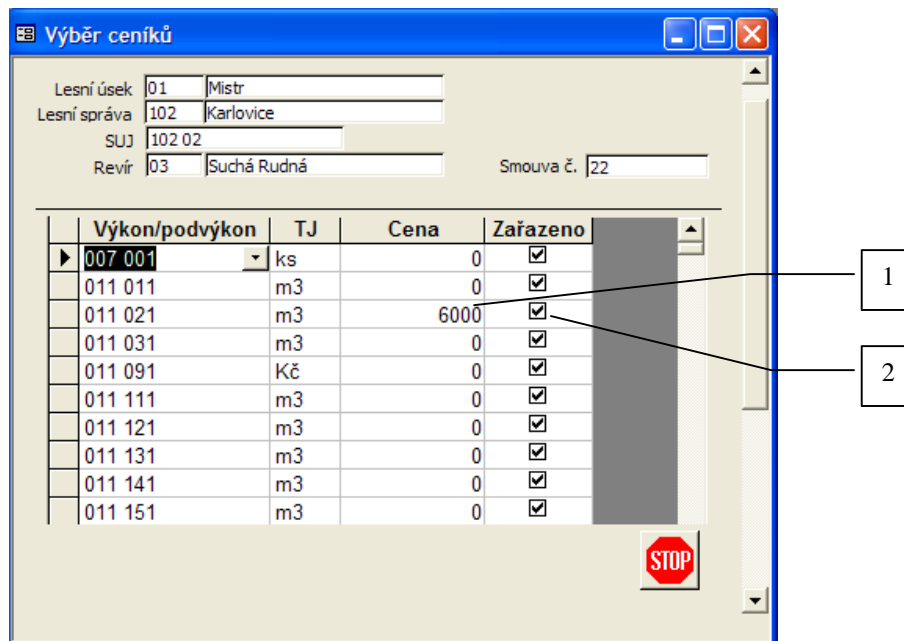 Výběr ceníků
Lesní úsek 01 Mistr
Lesní správa 102 Karlovice
SUJ 102 02
Revír 03 Suchá Rudná Smouva č. 22
Výkon/podvýkon TJ Cena Zařazeno
007 001 ks 0
011 011 m3 0
011 021 m3 6000
011 031 m3 0
011 091 Kč 0
011 111 m3 0
011 121 m3 0
011 131 m3 0
011 141 m3 0
011 151 m3 0
STOP
1
2